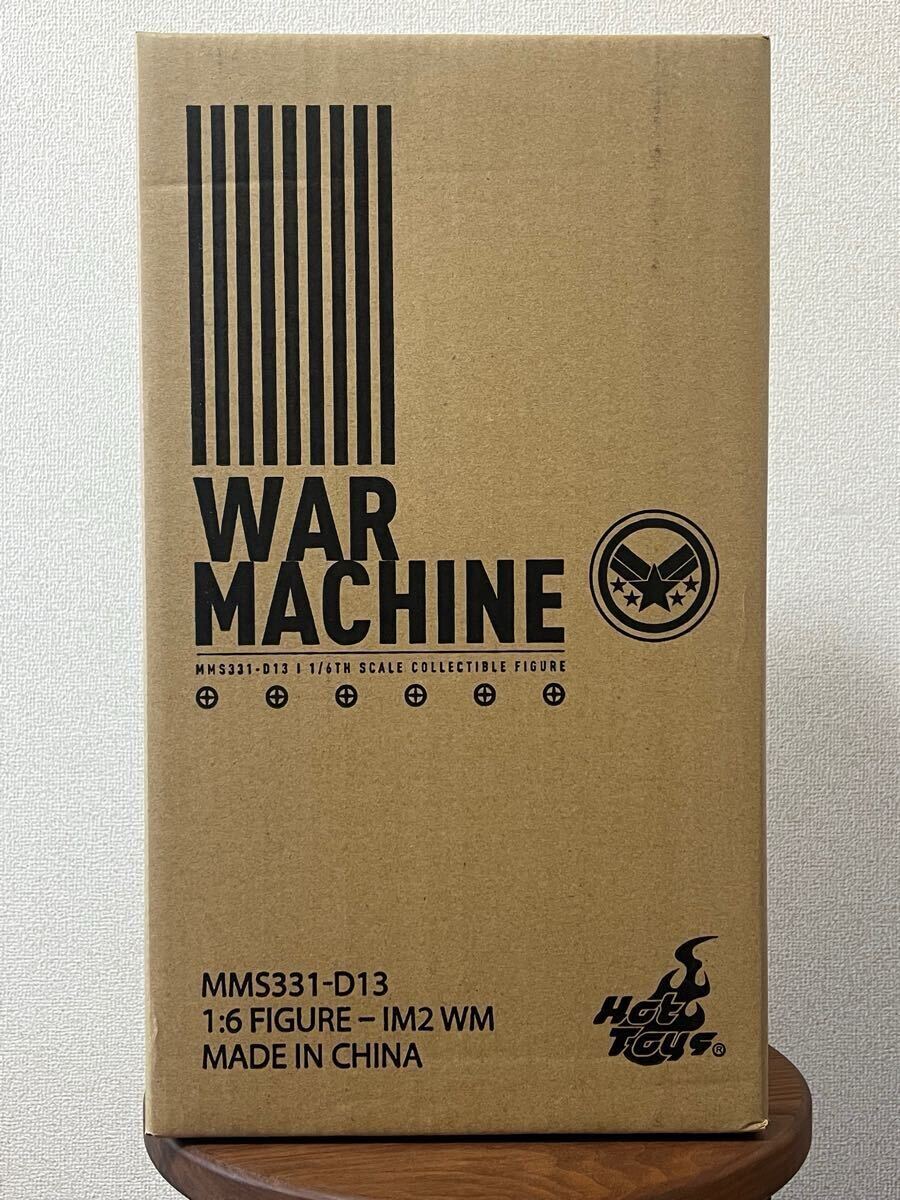 WAR
MACHINE
MMS331-D13 | 1/6TH SCALE COLLECTIBLE FIGURE
MMS331-D13
1:6 FIGURE – IM2 WM
MADE IN CHINA
Hot
Toys®